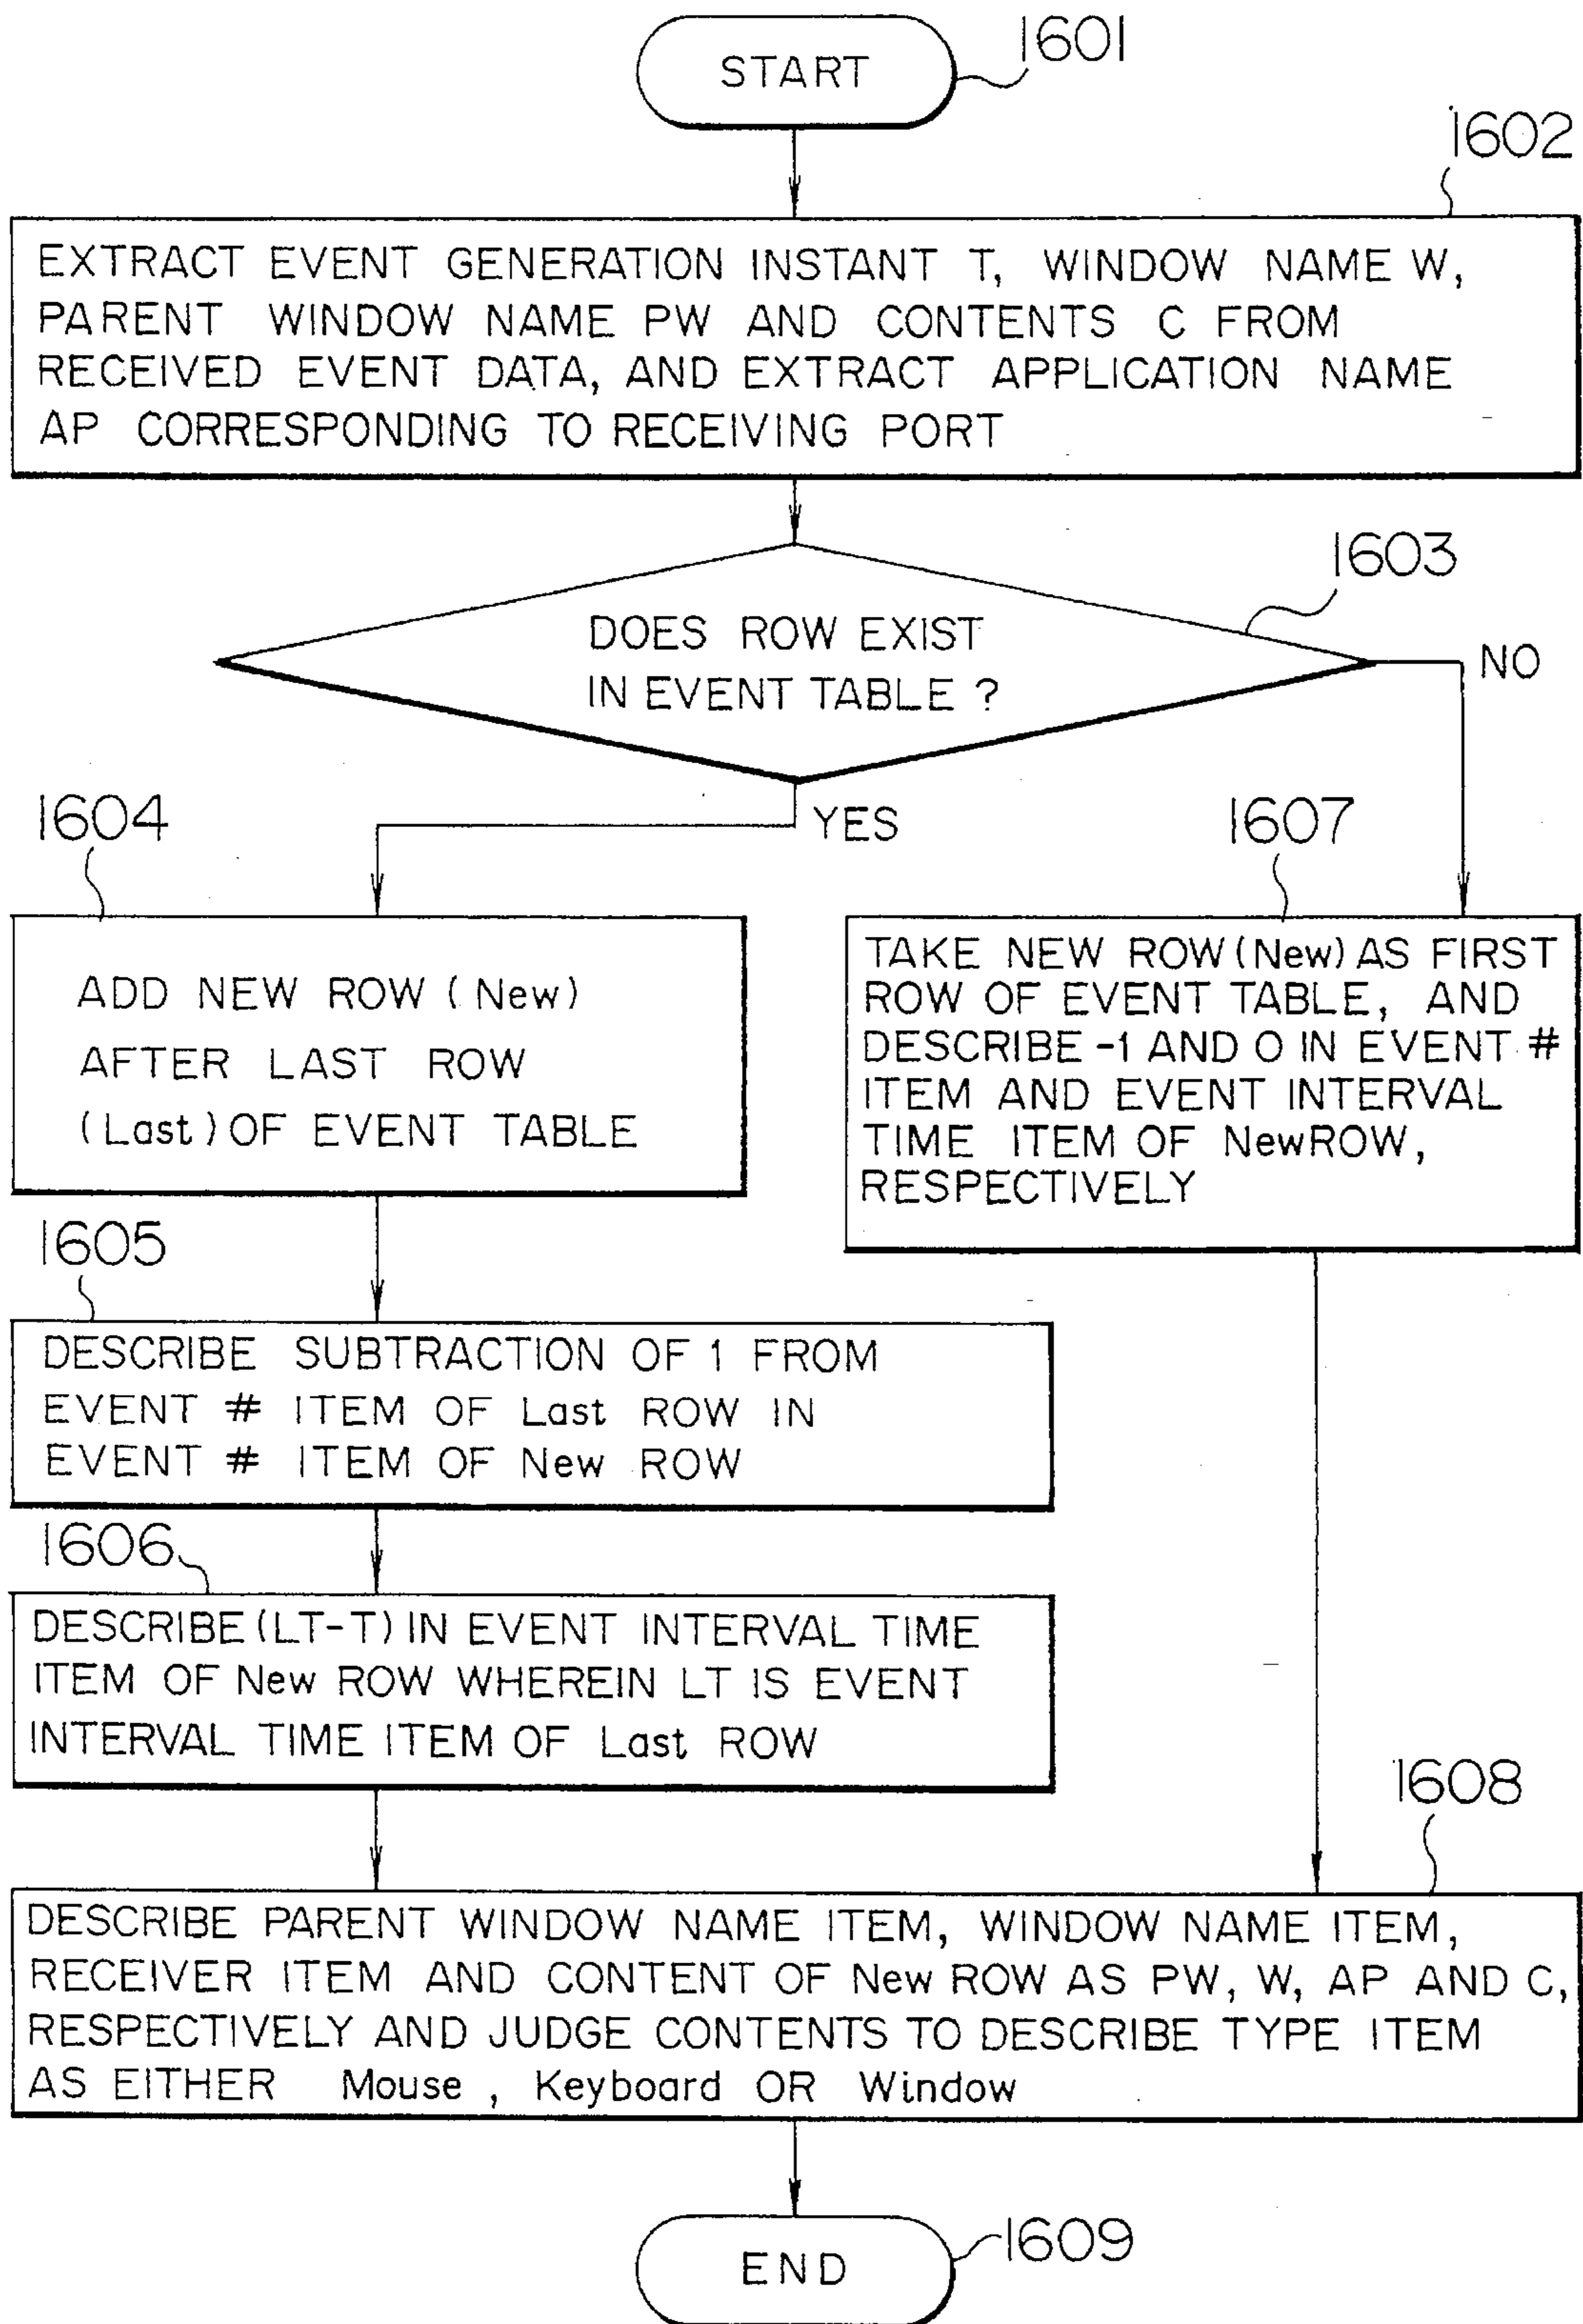 START
1601
1602
EXTRACT EVENT GENERATION INSTANT T, WINDOW NAME W,
PARENT WINDOW NAME PW AND CONTENTS C FROM
RECEIVED EVENT DATA, AND EXTRACT APPLICATION NAME
AP CORRESPONDING TO RECEIVING PORT
1603
DOES ROW EXIST
IN EVENT TABLE ?
NO
YES
1604
ADD NEW ROW (New)
AFTER LAST ROW
(Last) OF EVENT TABLE
1607
TAKE NEW ROW (New) AS FIRST
ROW OF EVENT TABLE, AND
DESCRIBE -1 AND 0 IN EVENT #
ITEM AND EVENT INTERVAL
TIME ITEM OF NewROW,
RESPECTIVELY
1605
DESCRIBE SUBTRACTION OF 1 FROM
EVENT # ITEM OF Last ROW IN
EVENT # ITEM OF New ROW
1606
DESCRIBE (LT-T) IN EVENT INTERVAL TIME
ITEM OF New ROW WHEREIN LT IS EVENT
INTERVAL TIME ITEM OF Last ROW
1608
DESCRIBE PARENT WINDOW NAME ITEM, WINDOW NAME ITEM,
RECEIVER ITEM AND CONTENT OF New ROW AS PW, W, AP AND C,
RESPECTIVELY AND JUDGE CONTENTS TO DESCRIBE TYPE ITEM
AS EITHER Mouse , Keyboard OR Window
END
1609